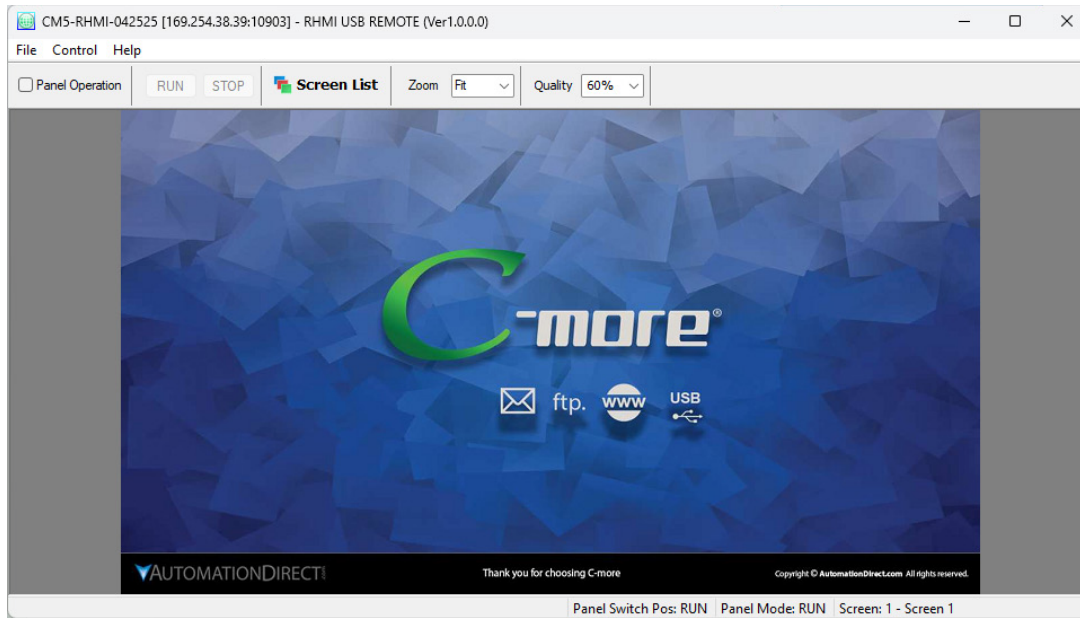 CM5-RHMI-042525 [169.254.38.39:10903] - RHMI USB REMOTE (Ver1.0.0.0)
File Control Help
Panel Operation RUN STOP Screen List Zoom Fit Quality 60%
C-more®
ftp. www USB
AUTOMATIONDIRECT Thank you for choosing C-more Copyright © AutomationDirect.com All rights reserved.
Panel Switch Pos: RUN Panel Mode: RUN Screen: 1 - Screen 1